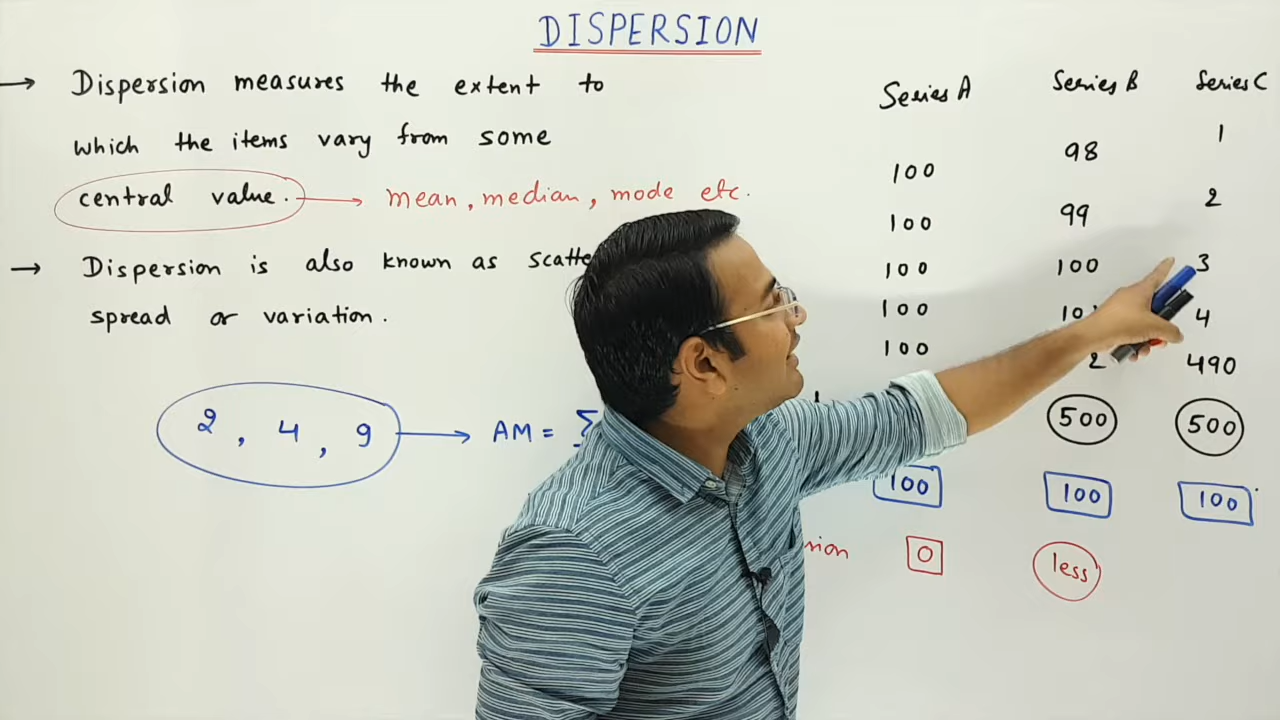 DISPERSION
→ Dispersion measures the extent to
which the items vary from some
central value. → mean, median, mode etc.
→ Dispersion is also known as
spread or variation.
2, 4, 9 → AM = Σ
Series A Series B Series C
100 98 1
100 99 2
100 100 3
100 4
100 490
500 500
100 100 100
0 less